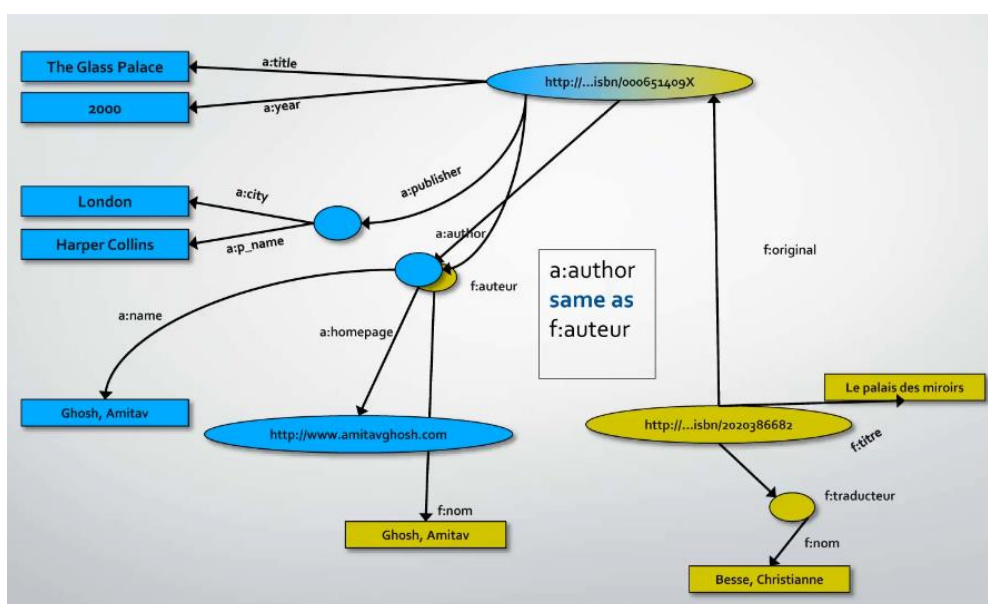 The Glass Palace
a:title
http://...isbn/000651409X
2000
a:year
a:publisher
London
a:city
Harper Collins
a:p_name
a:author
f:original
f:auteur
a:author
same as
f:auteur
a:name
a:homepage
Le palais des miroirs
Ghosh, Amitav
http://www.amitavghosh.com
http://...isbn/2020386682
f:titre
f:traducteur
f:nom
Ghosh, Amitav
f:nom
Besse, Christianne